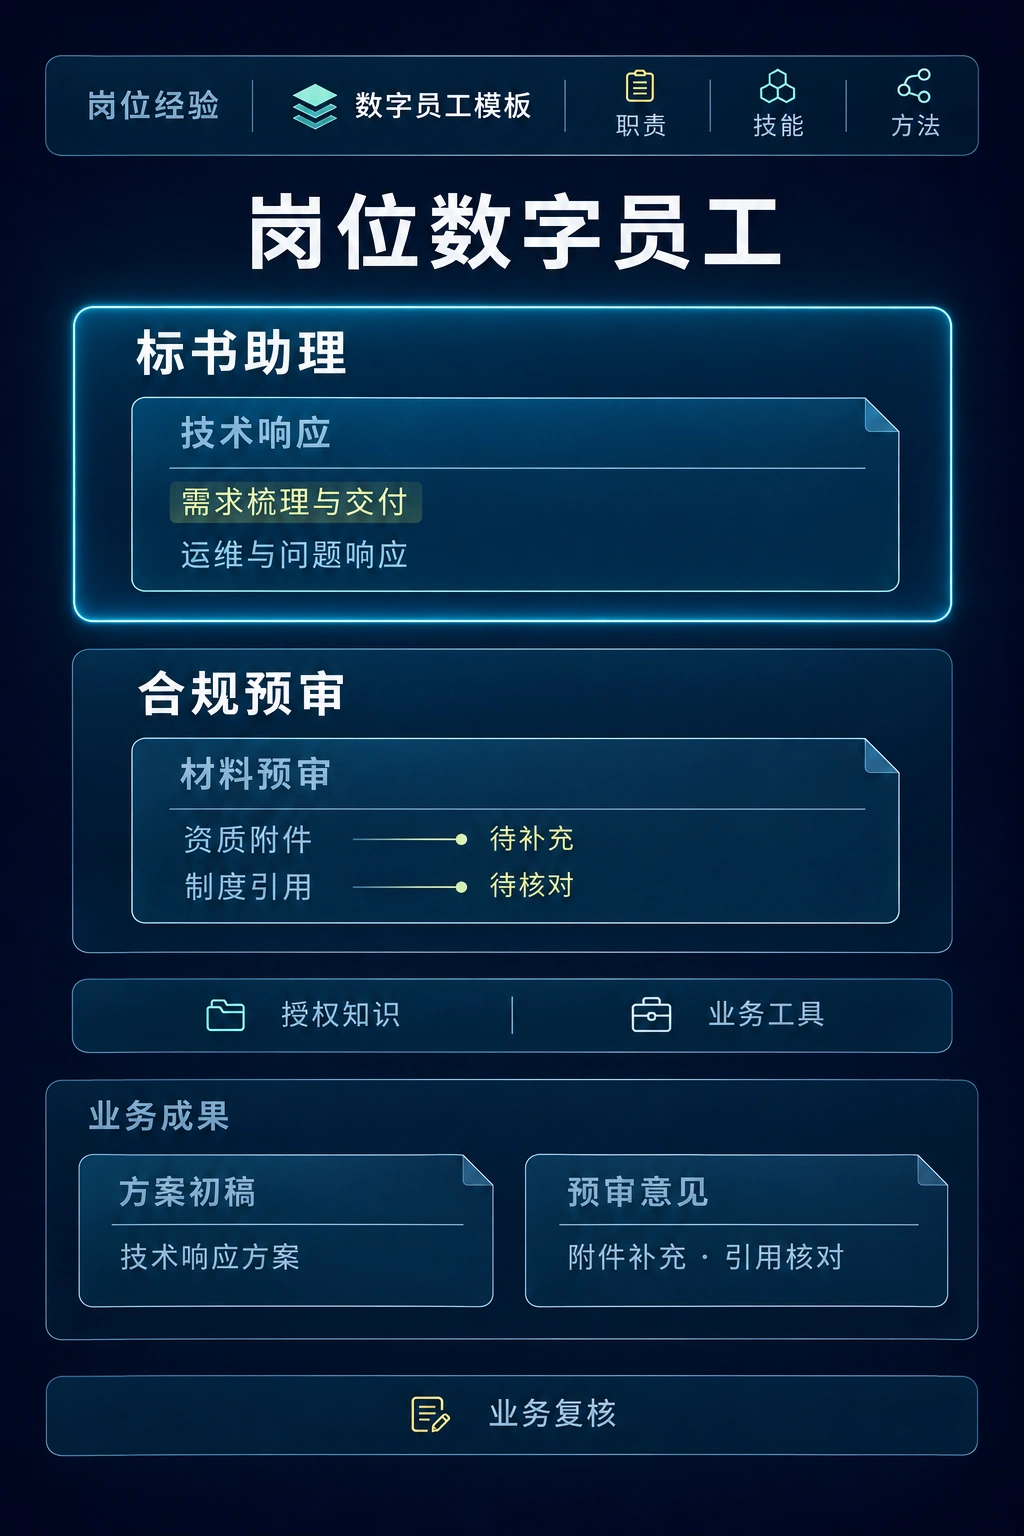 岗位经验
数字员工模板
职责
技能
方法
岗位数字员工
标书助理
技术响应
需求梳理与交付
运维与问题响应
合规预审
材料预审
资质附件 待补充
制度引用 待核对
授权知识
业务工具
业务成果
方案初稿
技术响应方案
预审意见
附件补充 · 引用核对
业务复核